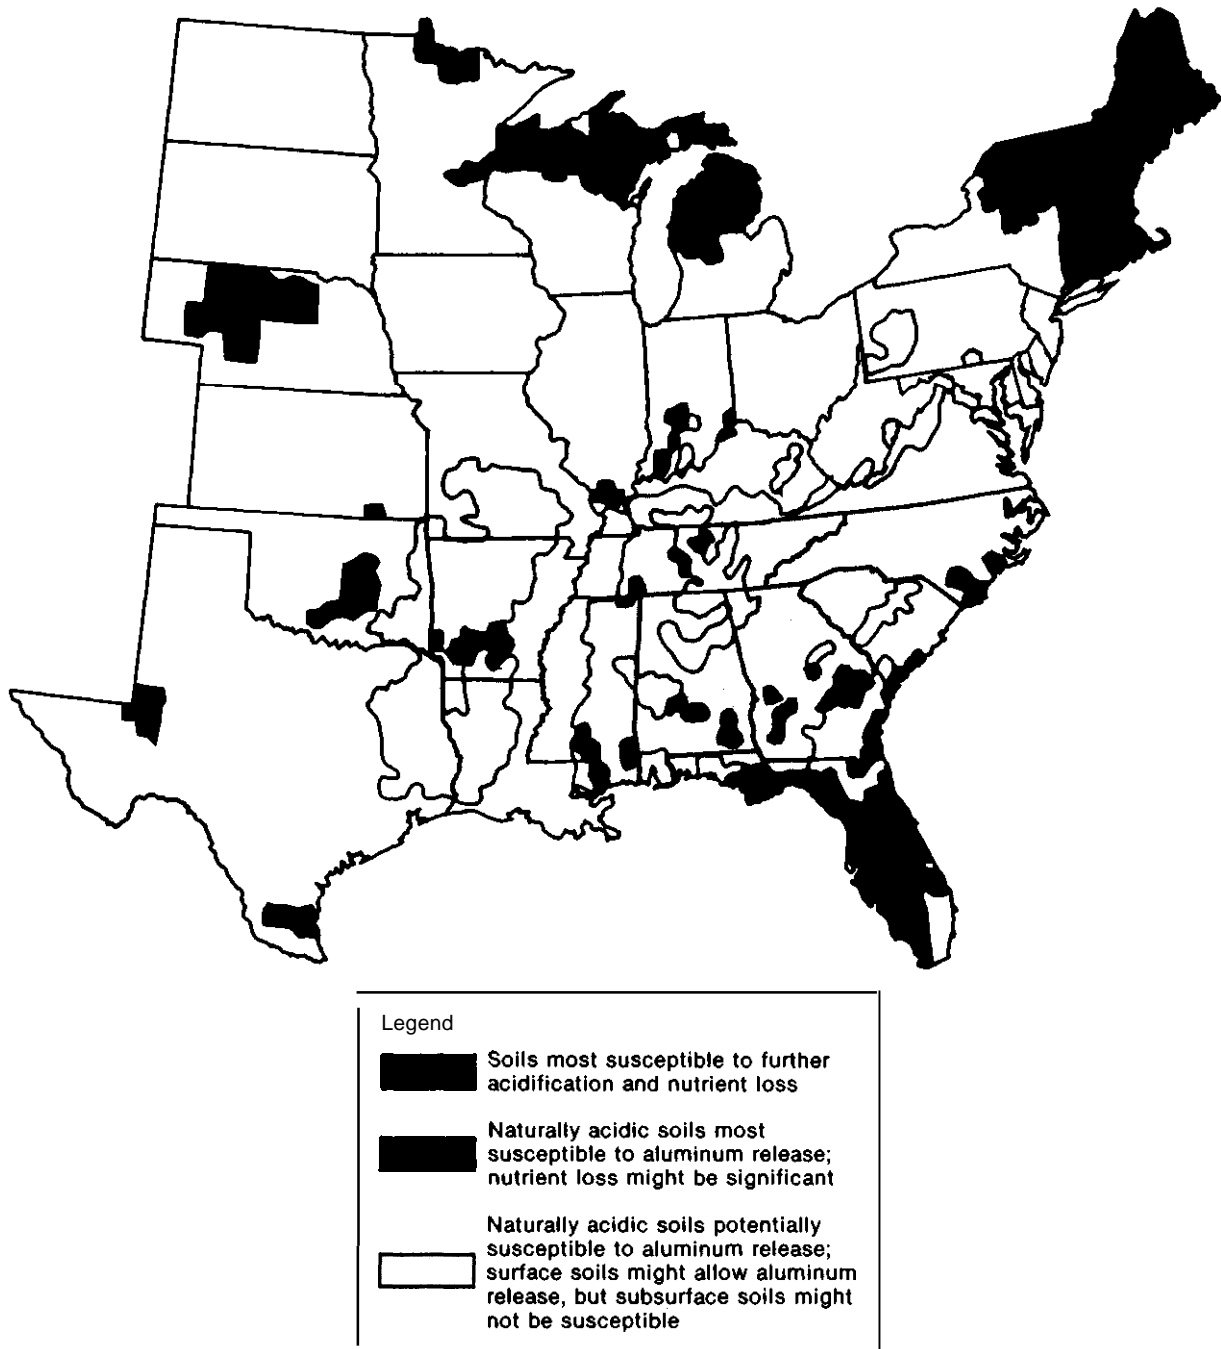 Legend
Soils most susceptible to further
acidification and nutrient loss
Naturally acidic soils most
susceptible to aluminum release;
nutrient loss might be significant
Naturally acidic soils potentially
susceptible to aluminum release;
surface soils might allow aluminum
release, but subsurface soils might
not be susceptible